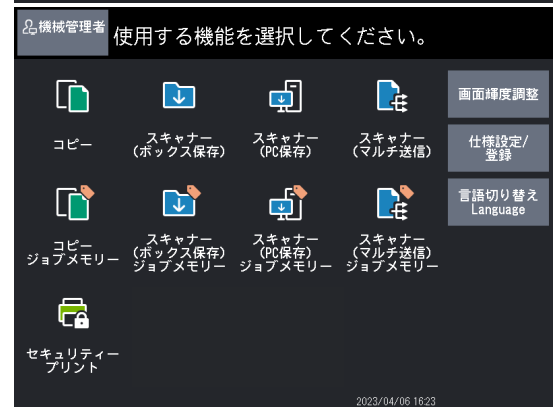 機械管理者
使用する機能を選択してください。
コピー
スキャナー
(ボックス保存)
スキャナー
(PC保存)
スキャナー
(マルチ送信)
画面輝度調整
仕様設定/
登録
言語切り替え
Language
コピー
ジョブメモリー
スキャナー
(ボックス保存)
ジョブメモリー
スキャナー
(PC保存)
ジョブメモリー
スキャナー
(マルチ送信)
ジョブメモリー
セキュリティー
プリント
2023/04/06 16:23